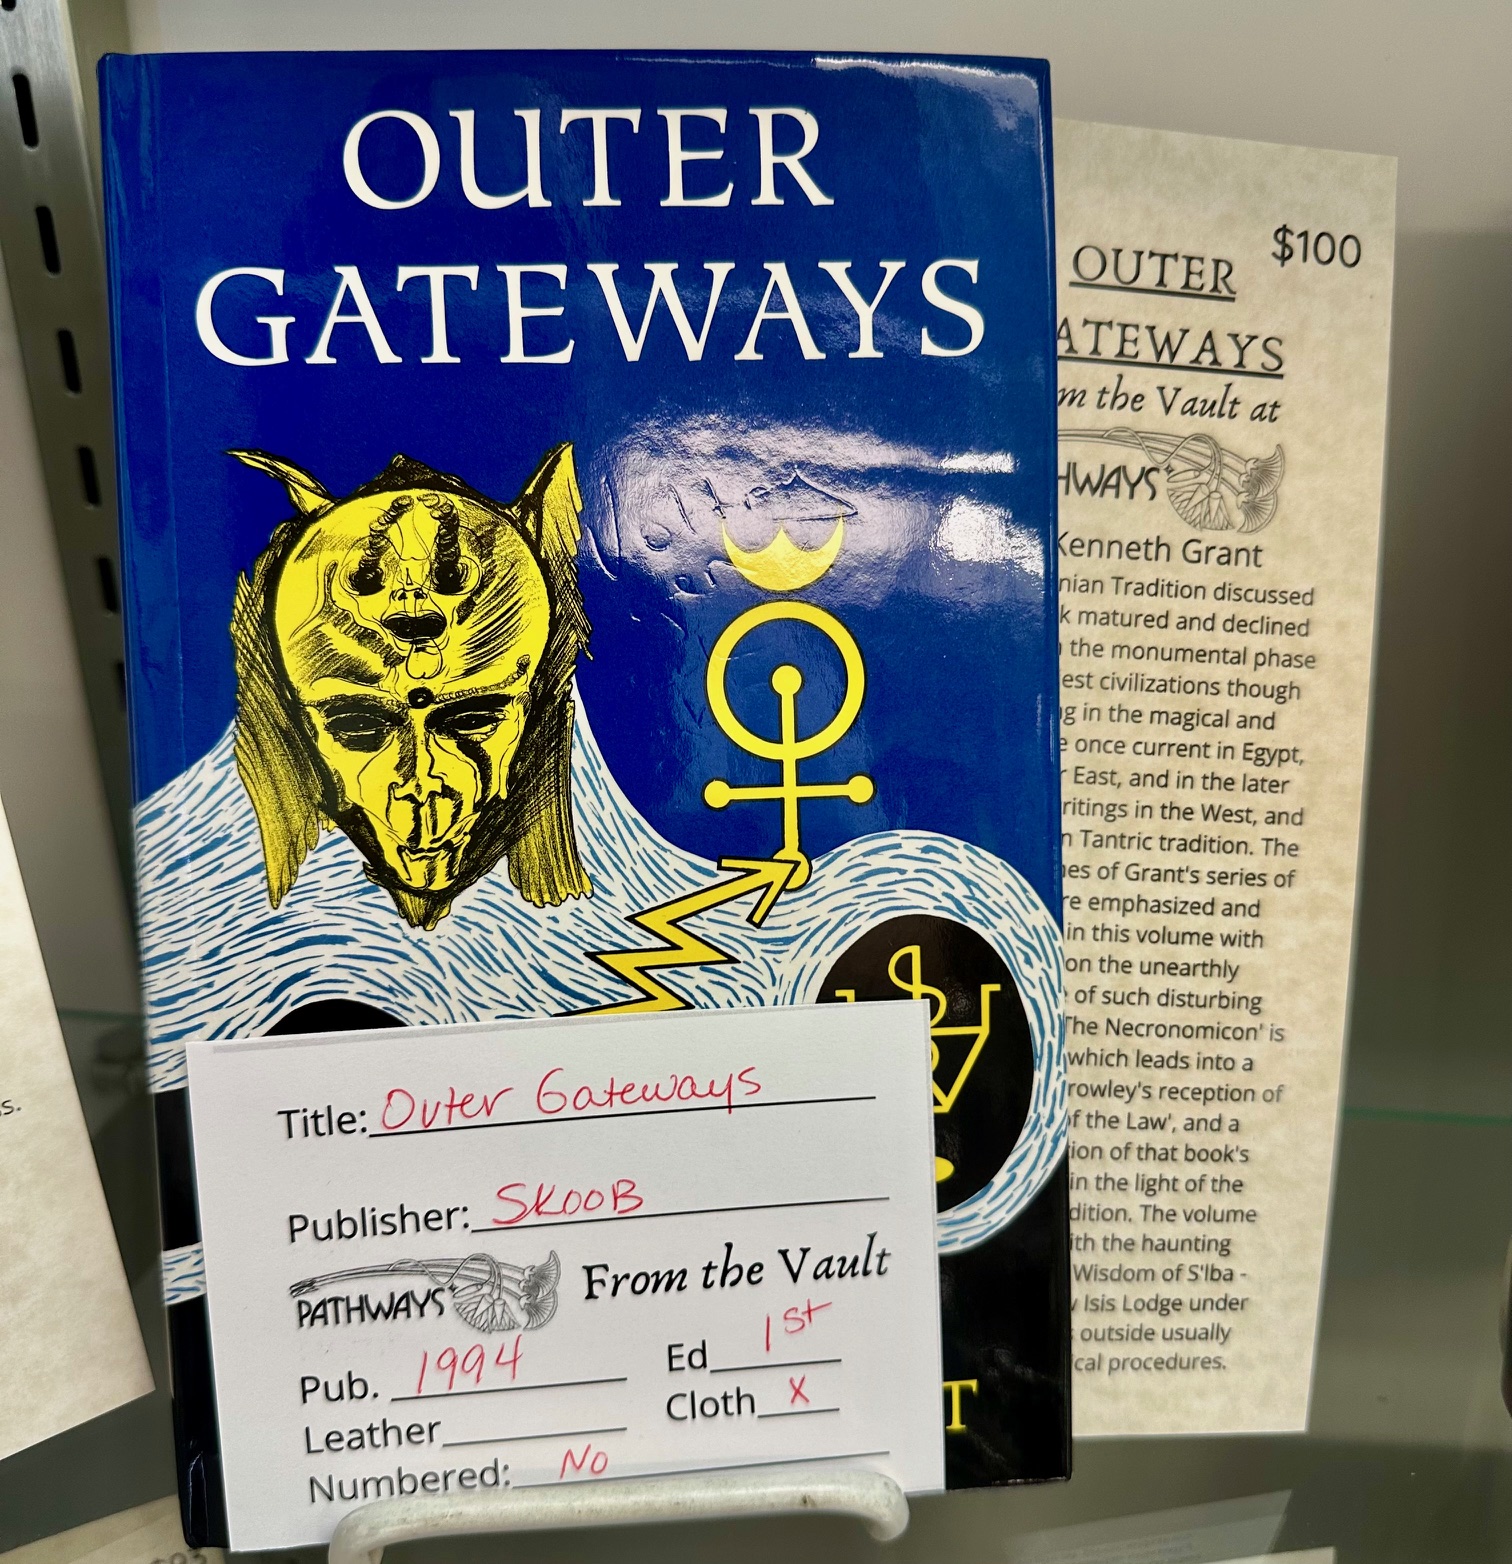 OUTER
GATEWAYS
T
Title: Outer Gateways
Publisher: SKOOB
PATHWAYS From the Vault
Pub. 1994 Ed 1st
Leather Cloth X
Numbered: No
$100
OUTER
ATEWAYS
m the Vault at
HWAYS
Kenneth Grant
nian Tradition discussed
k matured and declined
the monumental phase
est civilizations though
g in the magical and
e once current in Egypt,
r East, and in the later
ritings in the West, and
n Tantric tradition. The
nes of Grant's series of
re emphasized and
in this volume with
on the unearthly
of such disturbing
The Necronomicon' is
which leads into a
rowley's reception of
of the Law', and a
tion of that book's
in the light of the
dition. The volume
ith the haunting
Wisdom of S'lba -
Isis Lodge under
outside usually
cal procedures.
s.